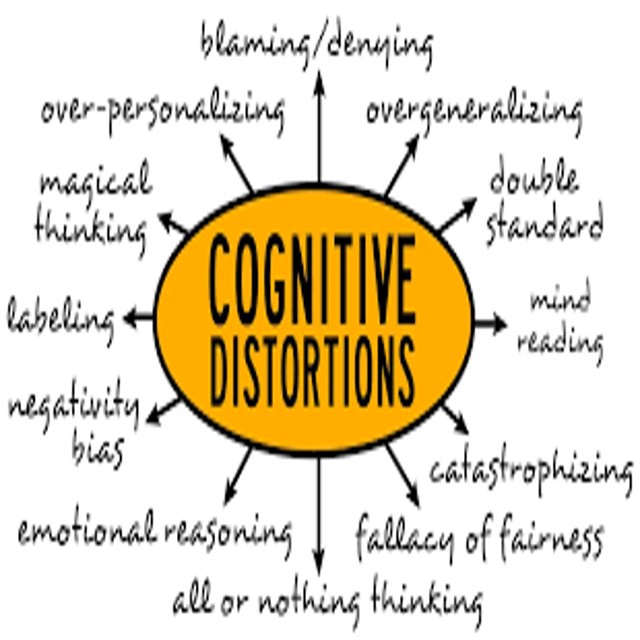 blaming/denying
over-personalizing
overgeneralizing
magical
thinking
double
standard
COGNITIVE
DISTORTIONS
labeling
mind
reading
negativity
bias
catastrophizing
emotional reasoning
fallacy of fairness
all or nothing thinking